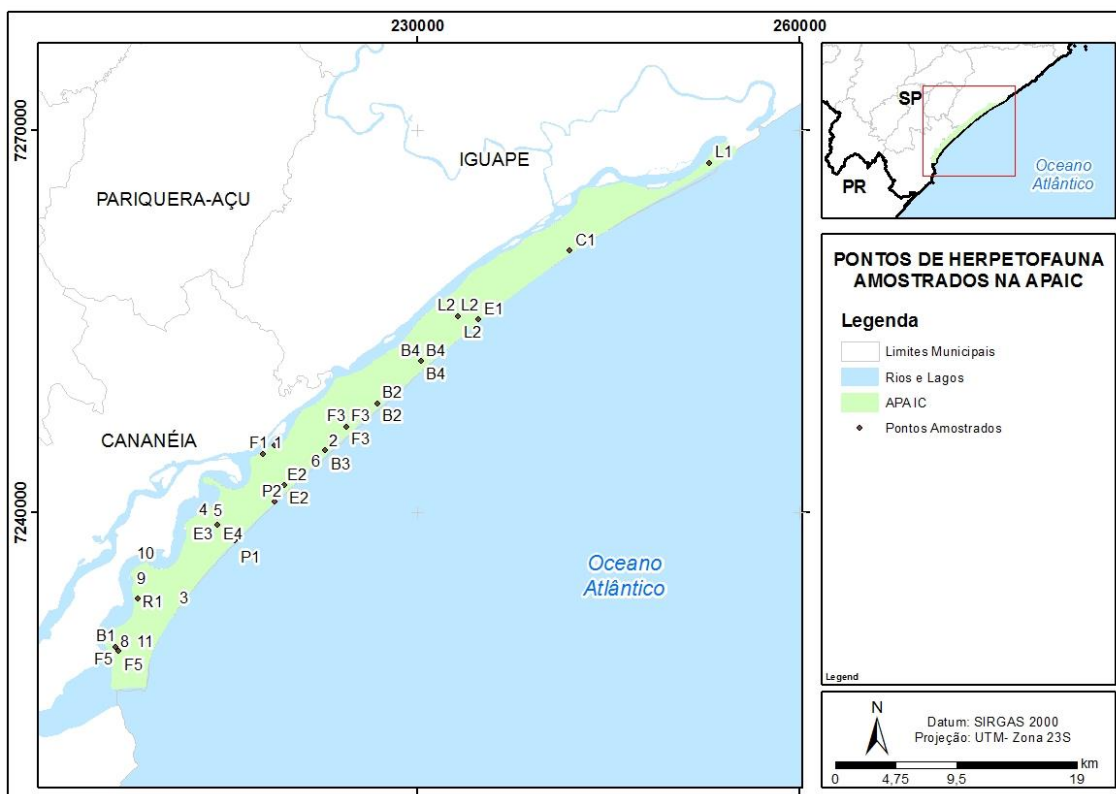 230000
260000
7270000
7240000
IGUAPE
PARIQUERA-AÇU
CANANÉIA
L1
C1
L2 L2 E1
L2
B4 B4
B4
B2
B2
F3 F3
F3
F1 1
2
6 B3
E2
P2 E2
4 5
E3 E4
P1
10
9
R1
3
B1
8 11
F5 F5
Oceano
Atlântico
SP
PR
Oceano
Atlântico
PONTOS DE HERPETOFAUNA
AMOSTRADOS NA APAIC
Legenda
Limites Municipais
Rios e Lagos
APA IC
Pontos Amostrados
Legend
N
Datum: SIRGAS 2000
Projeção: UTM- Zona 23S
km
0 4,75 9,5 19